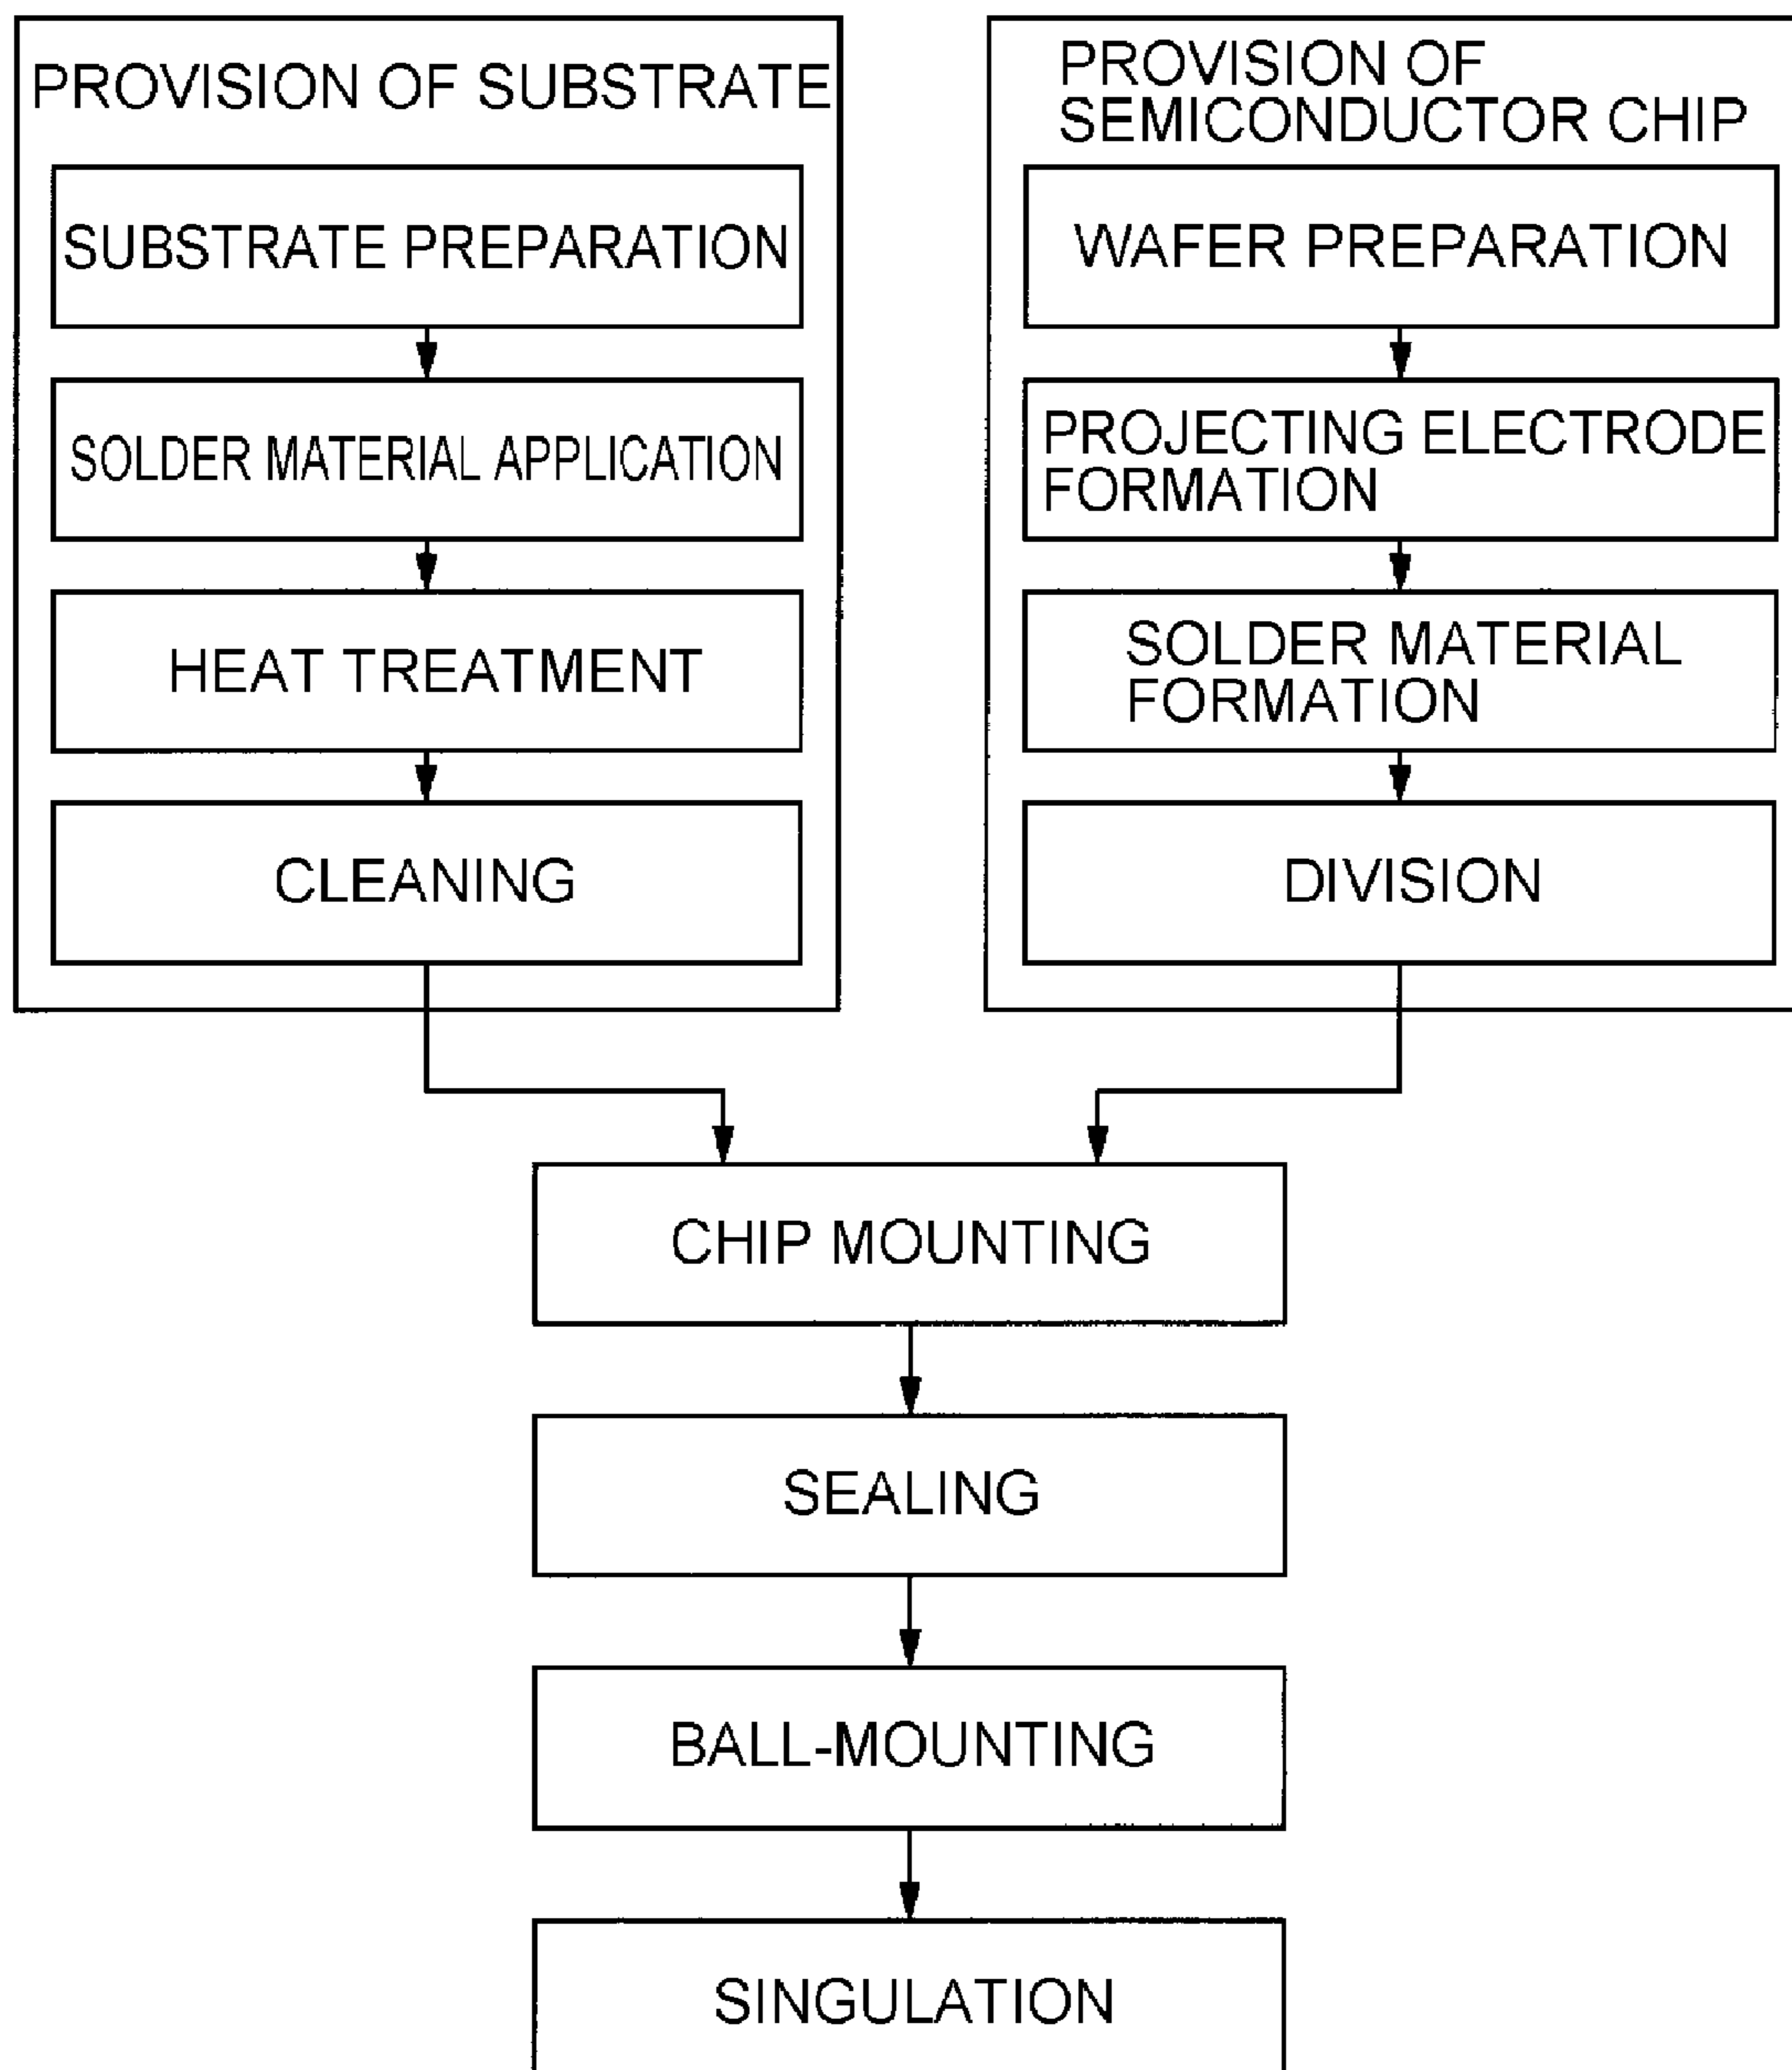 PROVISION OF SUBSTRATE
SUBSTRATE PREPARATION
SOLDER MATERIAL APPLICATION
HEAT TREATMENT
CLEANING
PROVISION OF
SEMICONDUCTOR CHIP
WAFER PREPARATION
PROJECTING ELECTRODE
FORMATION
SOLDER MATERIAL
FORMATION
DIVISION
CHIP MOUNTING
SEALING
BALL-MOUNTING
SINGULATION